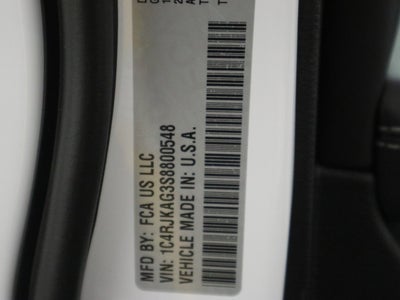 MFD BY: FCA US LLC
VIN: 1C4RJKAG3S8800548
VEHICLE MADE IN: U.S.A.